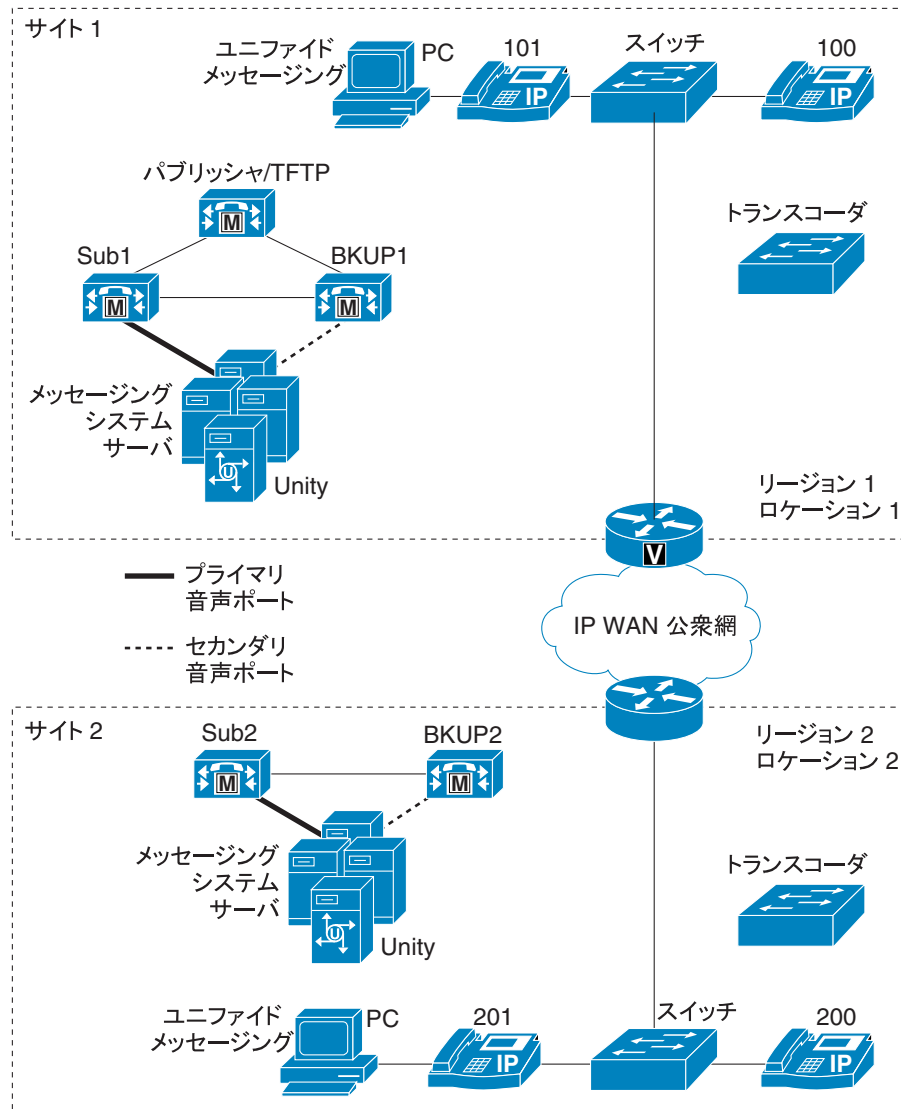 サイト 1
ユニファイド
メッセージング
PC
101
スイッチ
100
IP
IP
パブリッシャ/TFTP
M
トランスコーダ
Sub1
BKUP1
M
M
メッセージング
システム
サーバ
U
Unity
リージョン 1
ロケーション 1
V
プライマリ
音声ポート
IP WAN 公衆網
セカンダリ
音声ポート
サイト 2
Sub2
BKUP2
リージョン 2
ロケーション 2
M
M
メッセージング
システム
サーバ
トランスコーダ
U
Unity
ユニファイド
メッセージング
PC
201
スイッチ
200
IP
IP